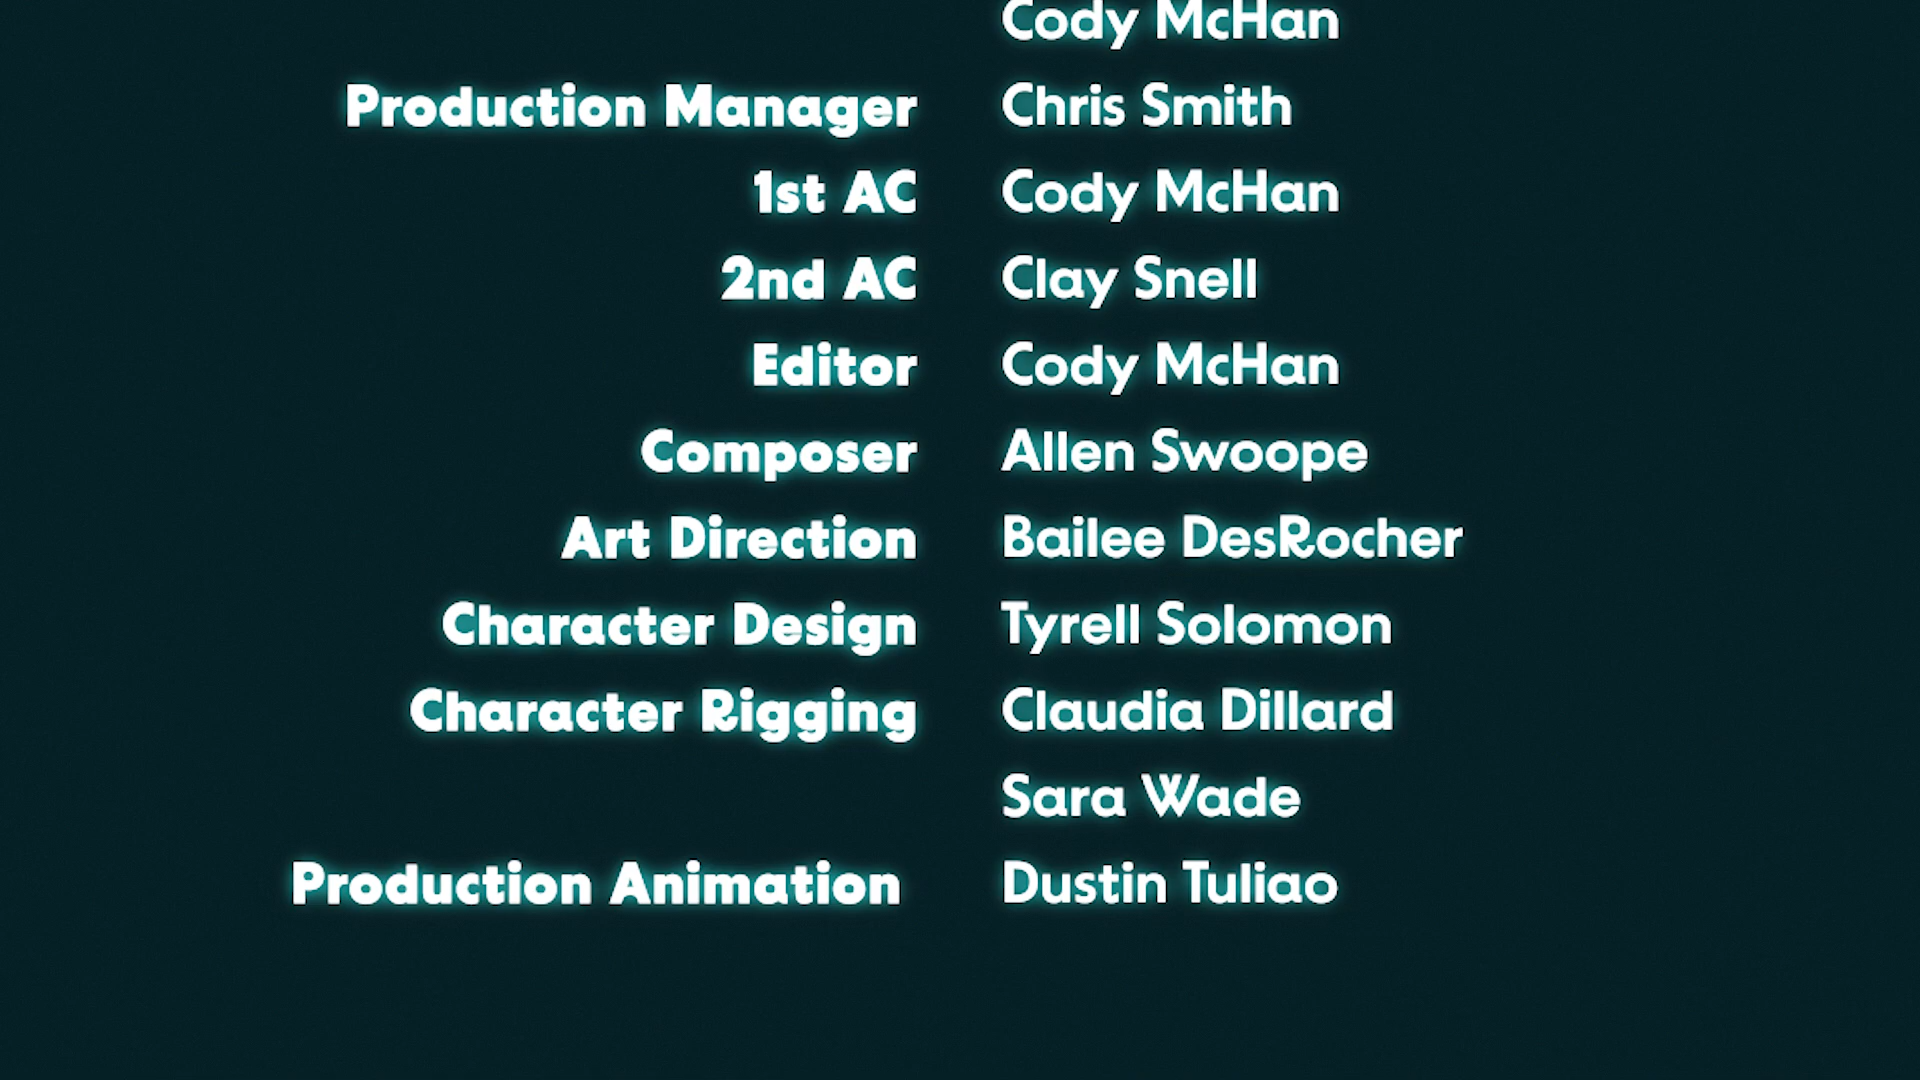 Cody McHan
Production Manager Chris Smith
1st AC Cody McHan
2nd AC Clay Snell
Editor Cody McHan
Composer Allen Swoope
Art Direction Bailee DesRocher
Character Design Tyrell Solomon
Character Rigging Claudia Dillard
Sara Wade
Production Animation Dustin Tuliao